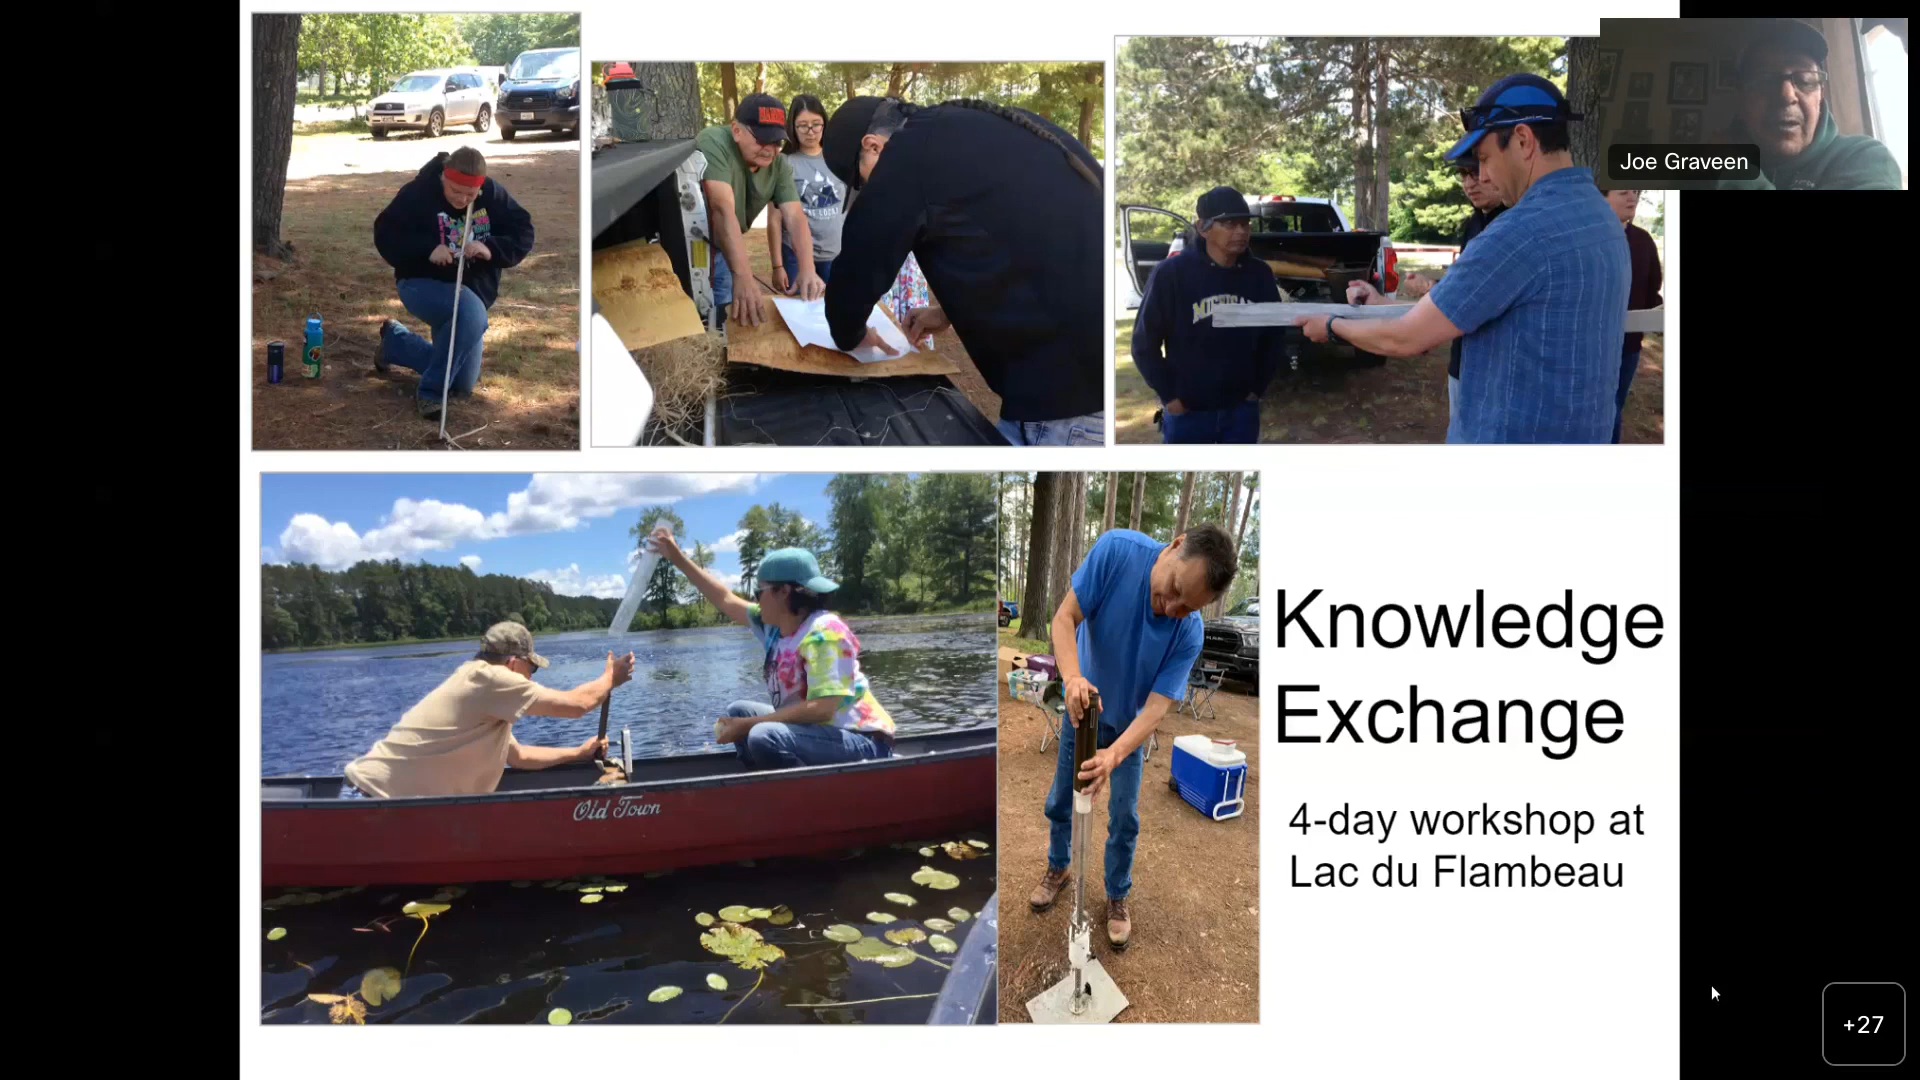 Joe Graveen
Old Town
Knowledge
Exchange
4-day workshop at
Lac du Flambeau
+27